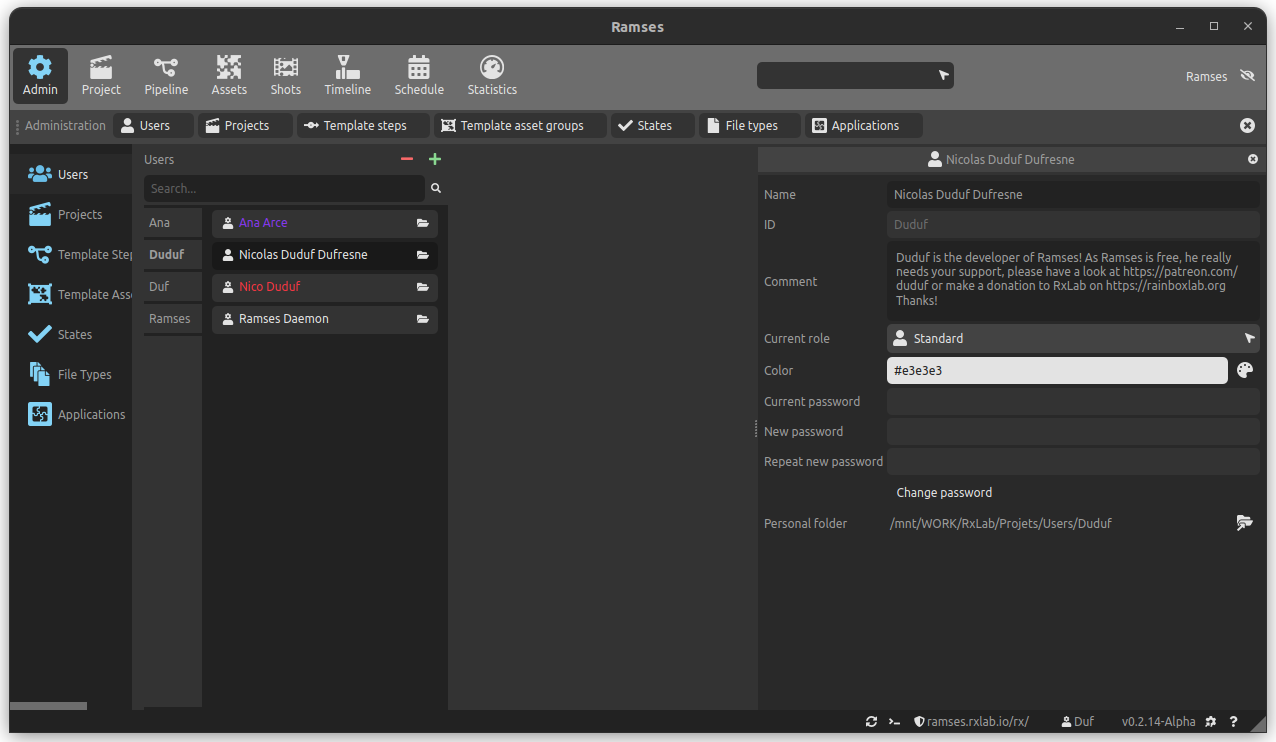 Ramses
Admin
Project
Pipeline
Assets
Shots
Timeline
Schedule
Statistics
Ramses
Administration
Users
Projects
Template steps
Template asset groups
States
File types
Applications
Users
Projects
Template Step
Template Asse
States
File Types
Applications
Users
Search...
Ana
Ana Arce
Duduf
Nicolas Duduf Dufresne
Duf
Nico Duduf
Ramses
Ramses Daemon
Nicolas Duduf Dufresne
Name
Nicolas Duduf Dufresne
ID
Duduf
Comment
Duduf is the developer of Ramses! As Ramses is free, he really
needs your support, please have a look at https://patreon.com/
duduf or make a donation to RxLab on https://rainboxlab.org
Thanks!
Current role
Standard
Color
#e3e3e3
Current password
New password
Repeat new password
Change password
Personal folder
/mnt/WORK/RxLab/Projets/Users/Duduf
ramses.rxlab.io/rx/
Duf
v0.2.14-Alpha